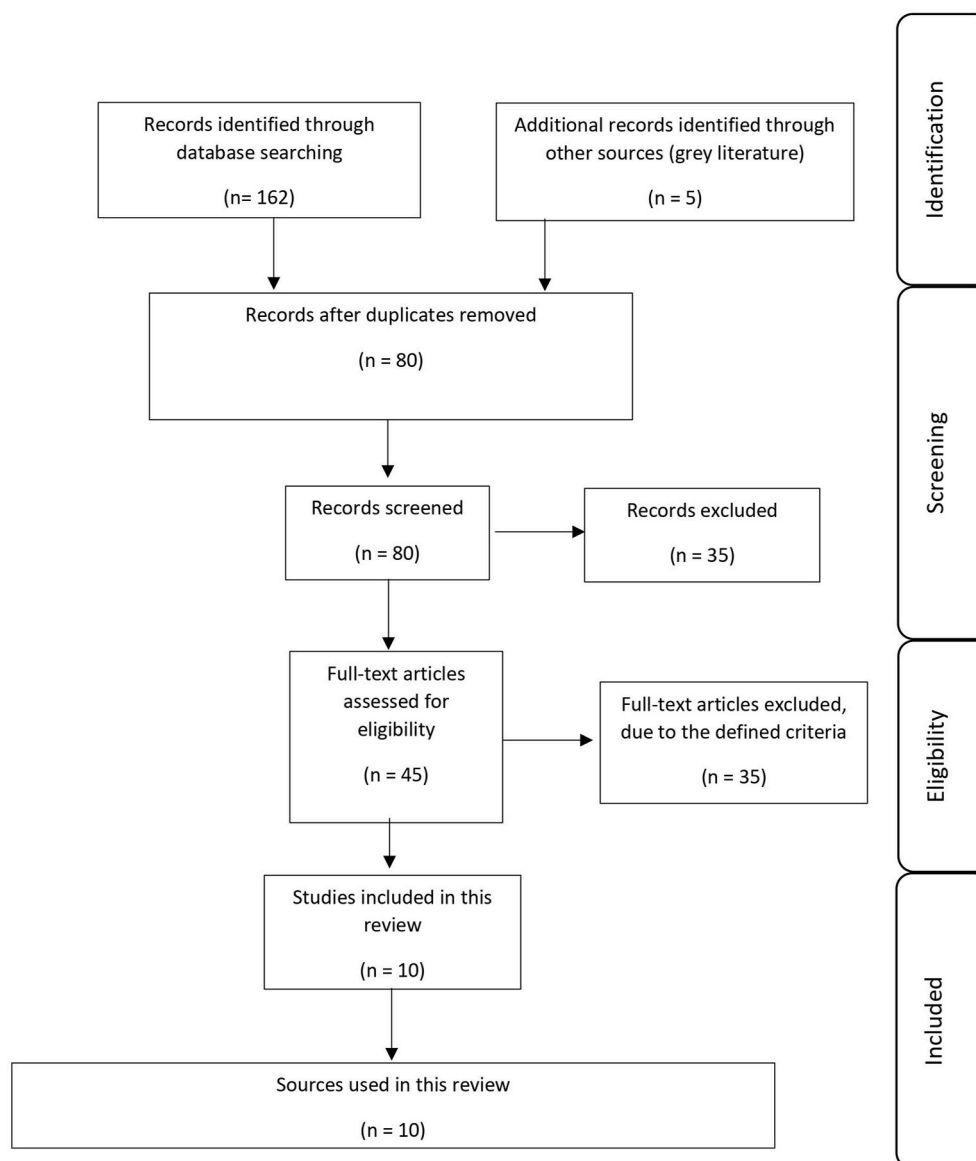 Records identified through
database searching
(n= 162)
Additional records identified through
other sources (grey literature)
(n = 5)
Identification
Records after duplicates removed
(n = 80)
Records screened
(n = 80)
Records excluded
(n = 35)
Screening
Full-text articles
assessed for
eligibility
(n = 45)
Full-text articles excluded,
due to the defined criteria
(n = 35)
Eligibility
Studies included in this
review
(n = 10)
Sources used in this review
(n = 10)
Included